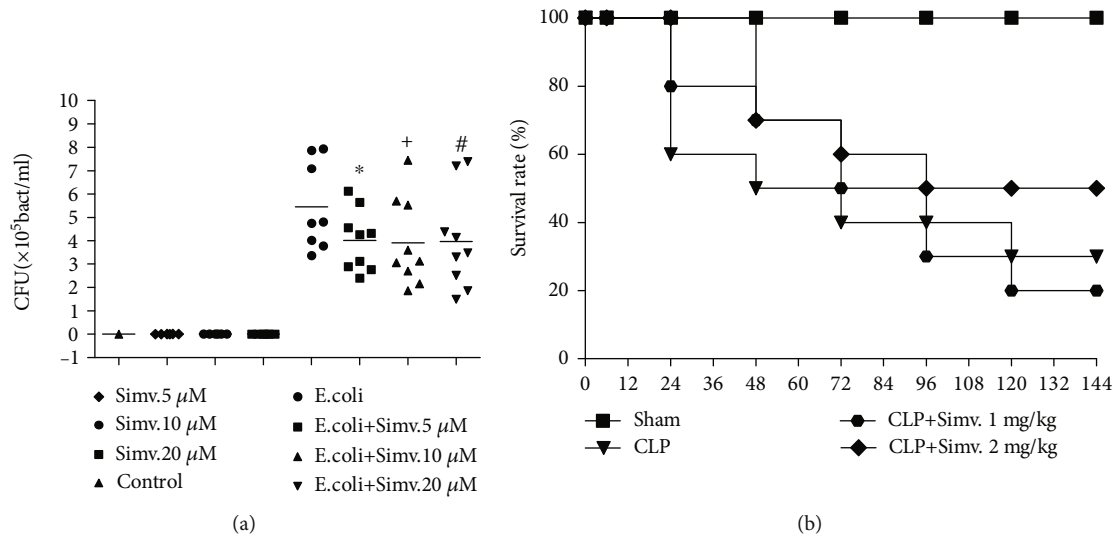 (a)
CFU (×10⁵bact/ml)
10
9
8
7
6
5
4
3
2
1
0
−1
*
+
#
Simv.5 μM
Simv.10 μM
Simv.20 μM
Control
E.coli
E.coli+Simv.5 μM
E.coli+Simv.10 μM
E.coli+Simv.20 μM
(b)
Survival rate (%)
100
80
60
40
20
0
0 12 24 36 48 60 72 84 96 108 120 132 144
Sham
CLP
CLP+Simv. 1 mg/kg
CLP+Simv. 2 mg/kg